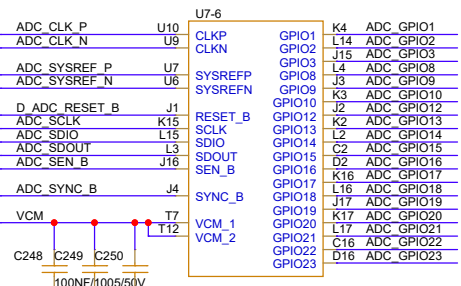 U7-6
ADC_CLK_P U10 CLKP GPIO1 K4 ADC_GPIO1
ADC_CLK_N U9 CLKN GPIO2 L14 ADC_GPIO2
GPIO3 J15 ADC_GPIO3
ADC_SYSREF_P U7 SYSREFP GPIO8 L4 ADC_GPIO8
ADC_SYSREF_N U6 SYSREFN GPIO9 J3 ADC_GPIO9
GPIO10 K3 ADC_GPIO10
D_ADC_RESET_B J1 RESET_B GPIO12 J2 ADC_GPIO12
ADC_SCLK K15 SCLK GPIO13 K2 ADC_GPIO13
ADC_SDIO L15 SDIO GPIO14 L2 ADC_GPIO14
ADC_SDOUT L3 SDOUT GPIO15 C2 ADC_GPIO15
ADC_SEN_B J16 SEN_B GPIO16 D2 ADC_GPIO16
GPIO17 K16 ADC_GPIO17
ADC_SYNC_B J4 SYNC_B GPIO18 L16 ADC_GPIO18
GPIO19 J17 ADC_GPIO19
VCM T7 VCM_1 GPIO20 K17 ADC_GPIO20
T12 VCM_2 GPIO21 L17 ADC_GPIO21
GPIO22 C16 ADC_GPIO22
C248 C249 C250 GPIO23 D16 ADC_GPIO23
100NF/1005/50V